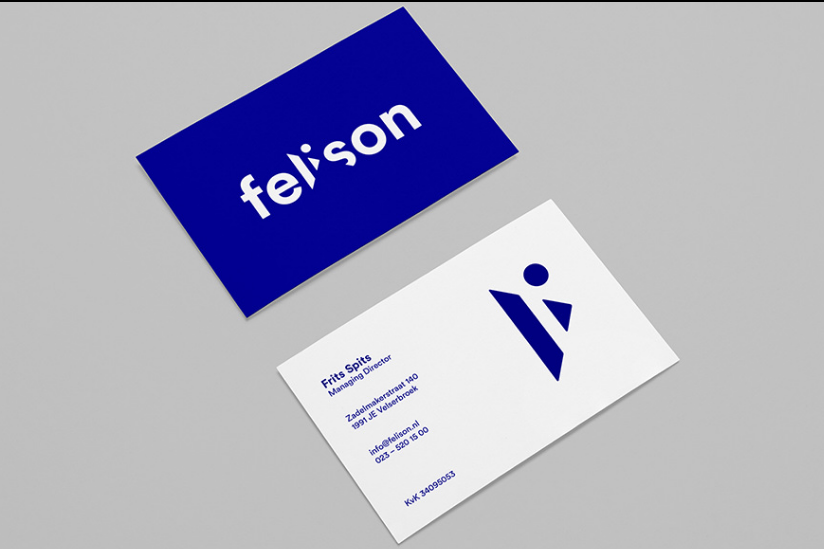 felison
Frits Spits
Managing Director
Zadelmakerstraat 140
1991 JE Velserbroek
info@felison.nl
023 – 520 15 00
KvK 34095053